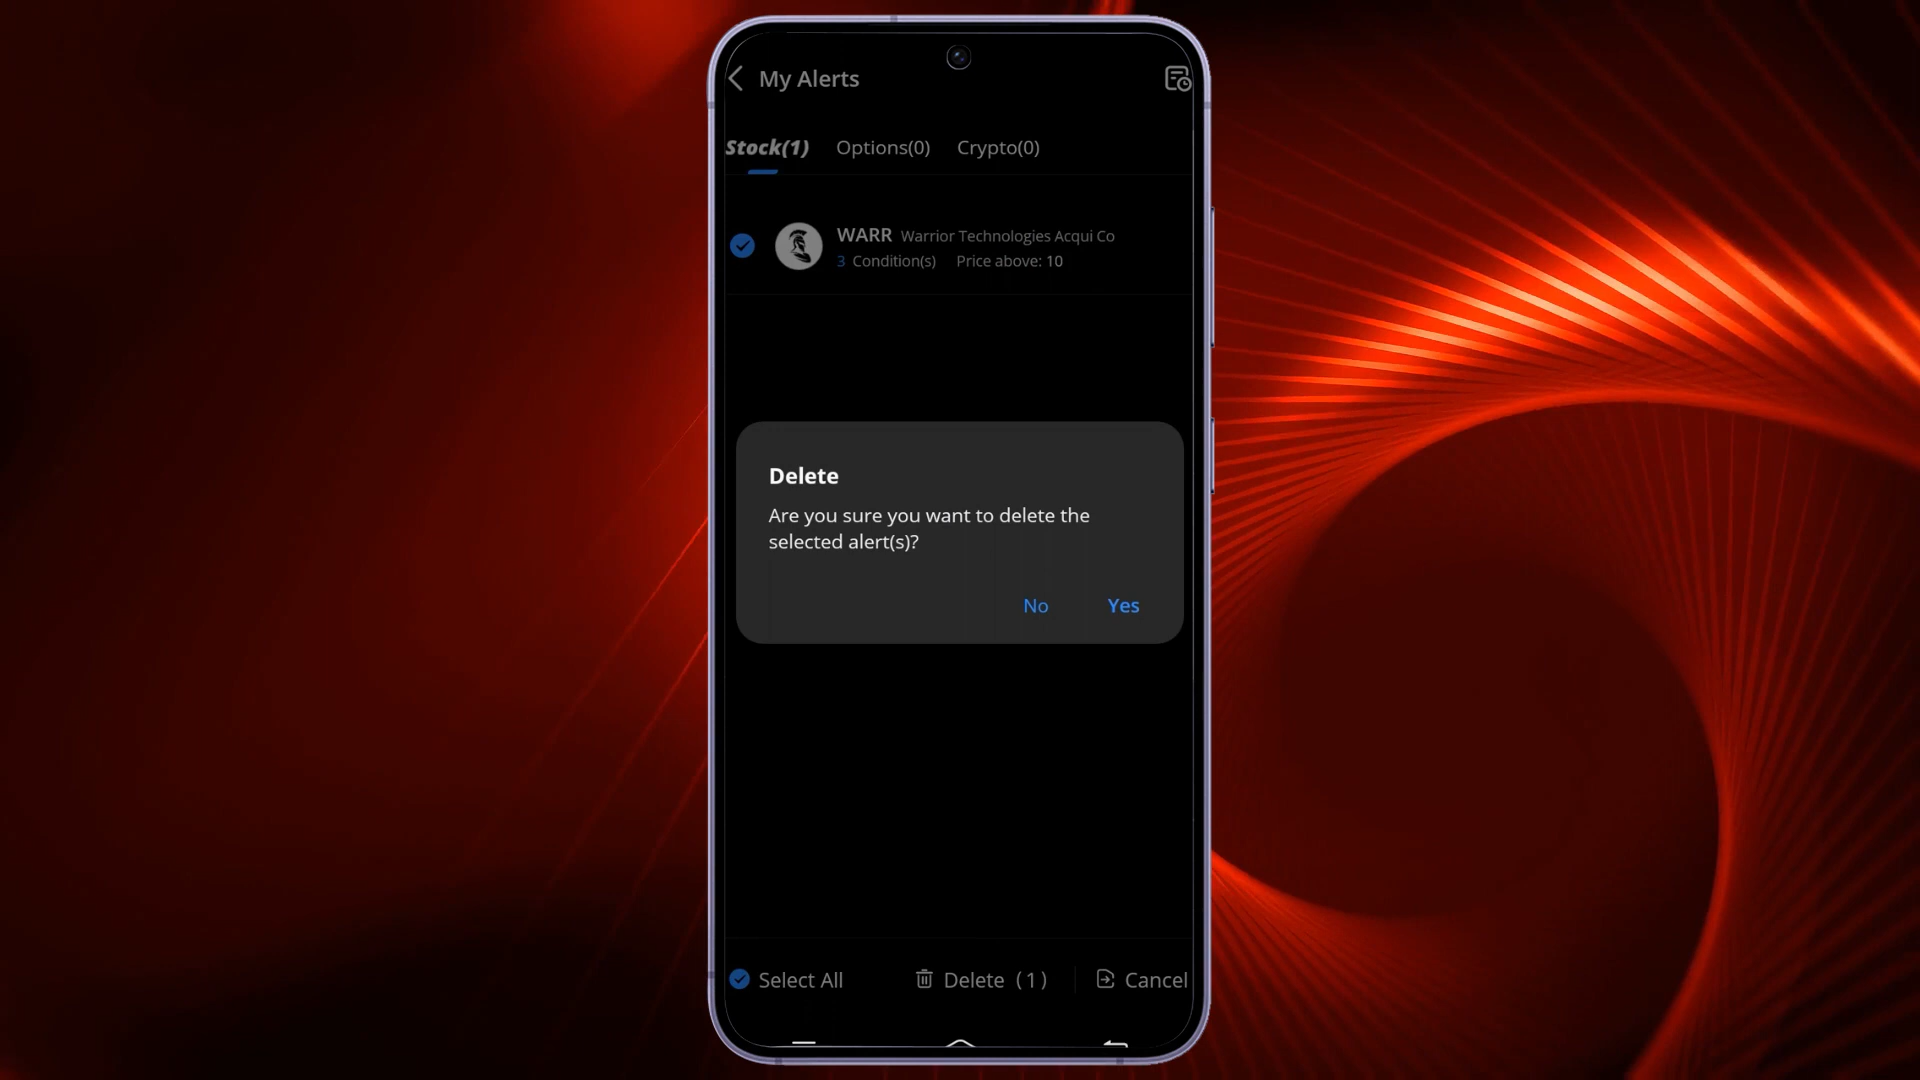 My Alerts
Stock(1) Options(0) Crypto(0)
WARR Warrior Technologies Acqui Co
3 Condition(s) Price above: 10
Delete
Are you sure you want to delete the
selected alert(s)?
No Yes
Select All Delete (1) Cancel